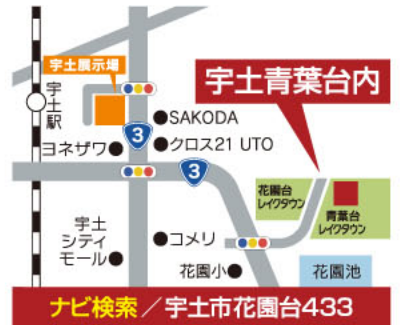 宇土展示場
宇土駅
宇土青葉台内
SAKODA
3
クロス21 UTO
ヨネザワ
3
花園台
レイクタウン
青葉台
レイクタウン
宇土
シティ
モール
コメリ
花園小
花園池
ナビ検索／宇土市花園台433